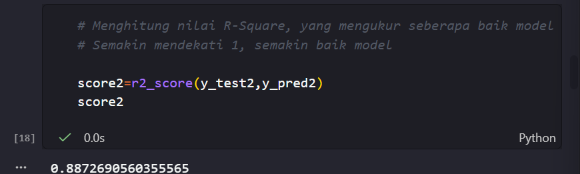 # Menghitung nilai R-Square, yang mengukur seberapa baik model
# Semakin mendekati 1, semakin baik model
score2=r2_score(y_test2,y_pred2)
score2
[18] ✓ 0.0s Python
... 0.8872690560355565